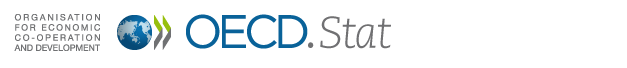 ORGANISATION
FOR ECONOMIC
CO-OPERATION
AND DEVELOPMENT
OECD.Stat